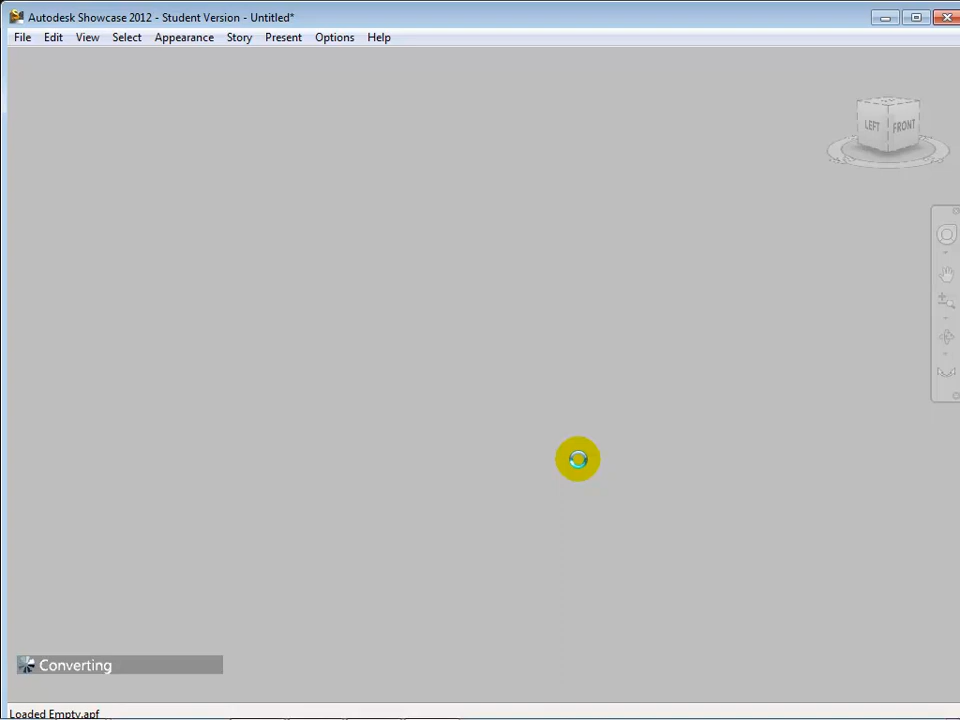 Autodesk Showcase 2012 - Student Version - Untitled*
File Edit View Select Appearance Story Present Options Help
LEFT FRONT
Converting
Loaded Empty.apf